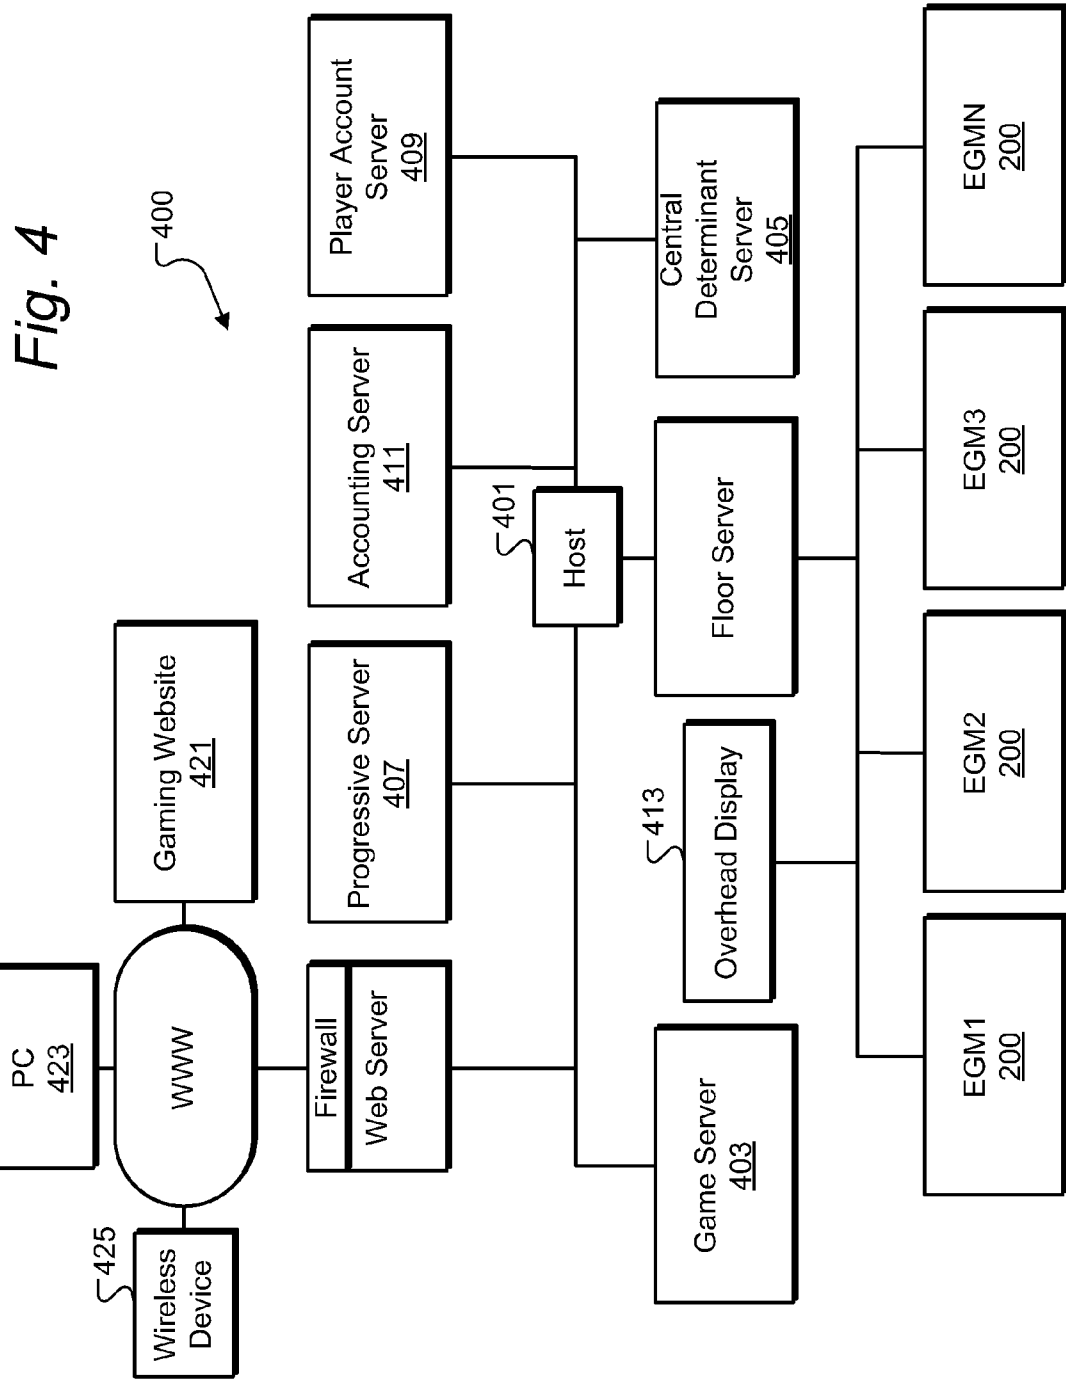 Fig. 4
400
PC
423
WWW
Wireless
Device
425
Gaming Website
421
Firewall
Web Server
Progressive Server
407
Accounting Server
411
Player Account
Server
409
Host
401
Game Server
403
Overhead Display
413
Floor Server
Central
Determinant
Server
405
EGM1
200
EGM2
200
EGM3
200
EGMN
200